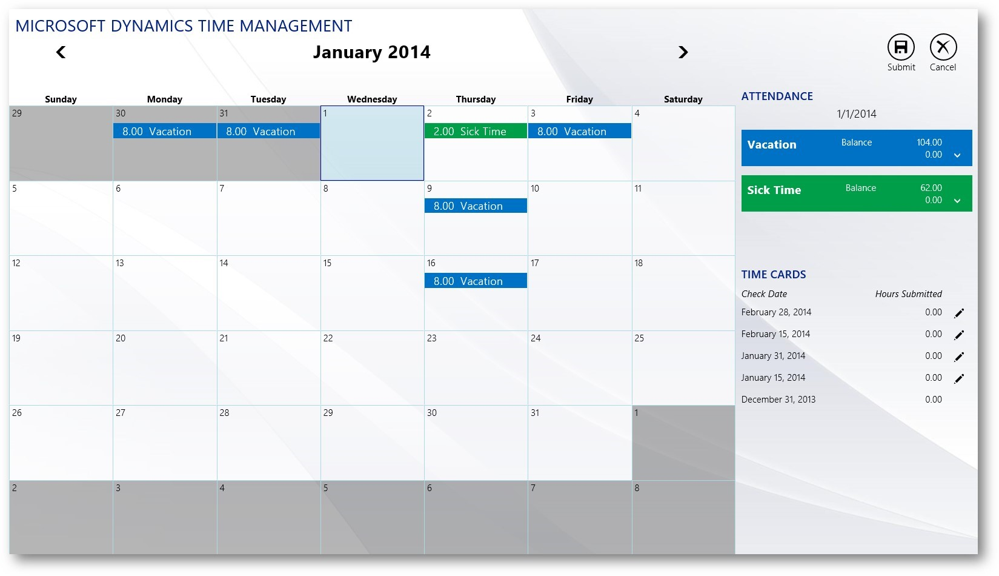 MICROSOFT DYNAMICS TIME MANAGEMENT
January 2014
Submit Cancel
Sunday Monday Tuesday Wednesday Thursday Friday Saturday
29 30 31 1 2 3 4
8.00 Vacation 8.00 Vacation 2.00 Sick Time 8.00 Vacation
5 6 7 8 9 10 11
8.00 Vacation
12 13 14 15 16 17 18
8.00 Vacation
19 20 21 22 23 24 25
26 27 28 29 30 31 1
2 3 4 5 6 7 8
ATTENDANCE
1/1/2014
Vacation Balance 104.00
0.00
Sick Time Balance 62.00
0.00
TIME CARDS
Check Date Hours Submitted
February 28, 2014 0.00
February 15, 2014 0.00
January 31, 2014 0.00
January 15, 2014 0.00
December 31, 2013 0.00